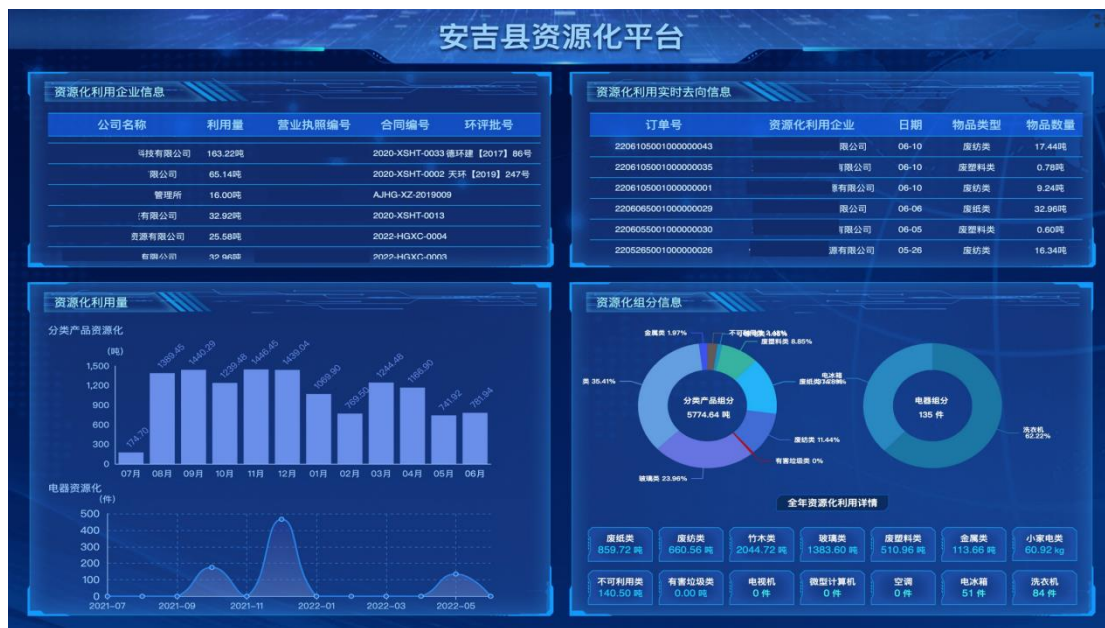 安吉县资源化平台
资源化利用企业信息
公司名称 利用量 营业执照编号 合同编号 环评批号
科技有限公司 163.22吨 2020-XSHT-0033 德环建【2017】86号
限公司 65.14吨 2020-XSHT-0002 天环【2019】247号
管理所 16.00吨 AJHG-XZ-2019009
有限公司 32.92吨 2020-XSHT-0013
资源有限公司 25.58吨 2022-HGXC-0004
有限公司 32.96吨 2022-HGXC-0003
资源化利用实时去向信息
订单号 资源化利用企业 日期 物品类型 物品数量
2206105001000000043 限公司 06-10 废纺类 17.44吨
2206105001000000035 有限公司 06-10 废塑料类 0.78吨
2206105001000000001 有限公司 06-10 废纺类 9.24吨
2206065001000000029 限公司 06-06 废纸类 32.96吨
2206055001000000030 有限公司 06-05 废塑料类 0.60吨
2205265001000000026 源有限公司 05-26 废纺类 16.34吨
资源化利用量
分类产品资源化
(吨)
1,500
1,200
900
600
300
0
174.70 1389.45 1440.29 1239.48 1446.45 1439.04 1069.90 769.50 1244.48 1166.90 741.92 781.94
07月 08月 09月 10月 11月 12月 01月 02月 03月 04月 05月 06月
电器资源化
(件)
500
400
300
200
100
0
2021-07 2021-09 2021-11 2022-01 2022-03 2022-05
资源化组分信息
金属类 1.97%
废塑料类 8.85%
类 35.41%
废纺类 11.44%
有害垃圾类 0%
玻璃类 23.96%
分类产品组分
5774.64 吨
电冰箱
电器组分
135 件
洗衣机
62.22%
全年资源化利用详情
废纸类 废纺类 竹木类 玻璃类 废塑料类 金属类 小家电类
859.72 吨 660.56 吨 2044.72 吨 1383.60 吨 510.96 吨 113.66 吨 60.92 kg
不可利用类 有害垃圾类 电视机 微型计算机 空调 电冰箱 洗衣机
140.50 吨 0.00 吨 0 件 0 件 0 件 51 件 84 件